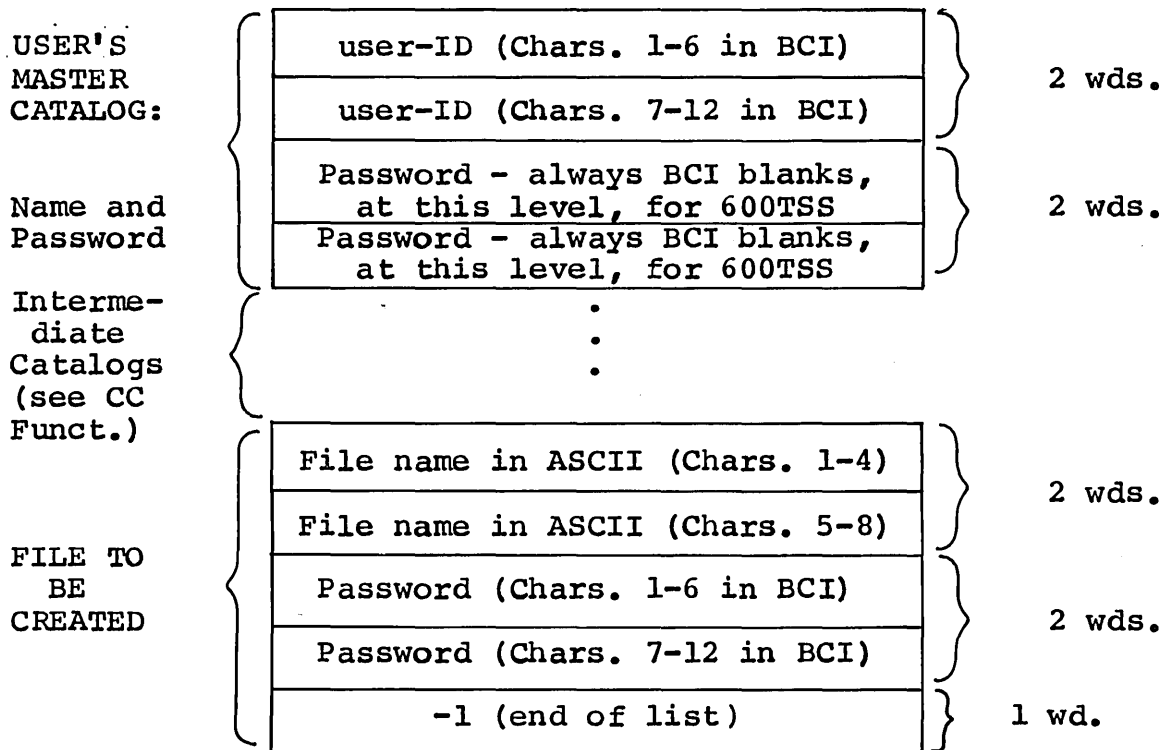 USER'S
MASTER
CATALOG:
user-ID (Chars. 1-6 in BCI)
user-ID (Chars. 7-12 in BCI)
2 wds.
Name and
Password
Password - always BCI blanks,
at this level, for 600TSS
Password - always BCI blanks,
at this level, for 600TSS
2 wds.
Interme-
diate
Catalogs
(see CC
Funct.)
FILE TO
BE
CREATED
File name in ASCII (Chars. 1-4)
File name in ASCII (Chars. 5-8)
2 wds.
Password (Chars. 1-6 in BCI)
Password (Chars. 7-12 in BCI)
2 wds.
-1 (end of list)
1 wd.